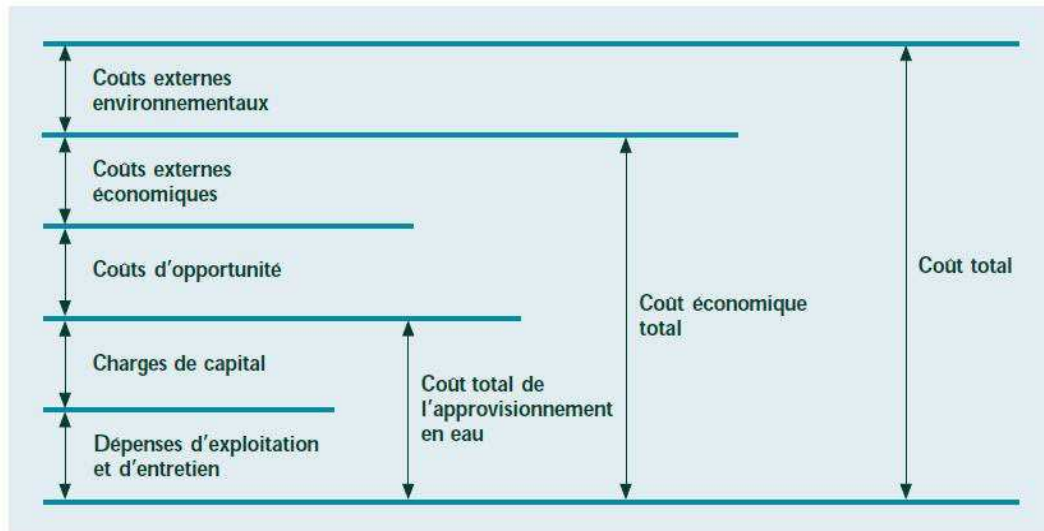 Coûts externes
environnementaux
Coûts externes
économiques
Coûts d'opportunité
Charges de capital
Dépenses d'exploitation
et d'entretien
Coût total de
l'approvisionnement
en eau
Coût économique
total
Coût total